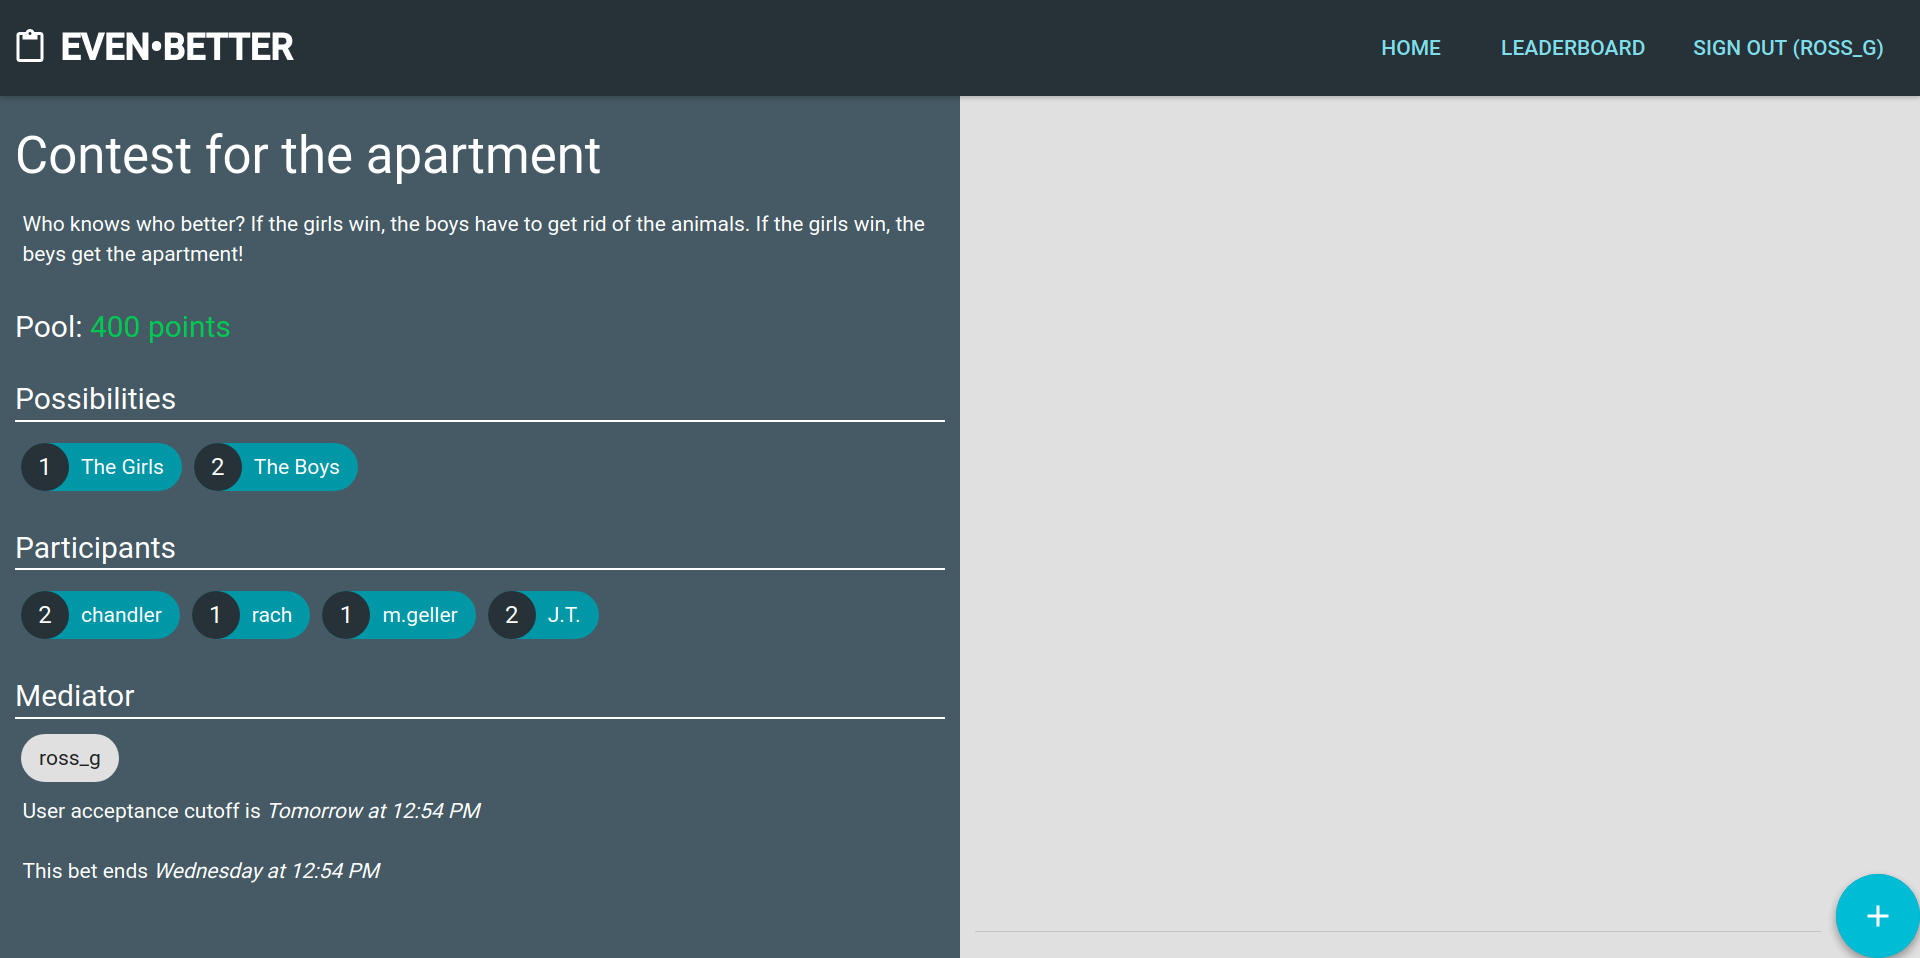 EVEN•BETTER
HOME
LEADERBOARD
SIGN OUT (ROSS_G)
Contest for the apartment
Who knows who better? If the girls win, the boys have to get rid of the animals. If the girls win, the
beys get the apartment!
Pool: 400 points
Possibilities
1 The Girls
2 The Boys
Participants
2 chandler
1 rach
1 m.geller
2 J.T.
Mediator
ross_g
User acceptance cutoff is Tomorrow at 12:54 PM
This bet ends Wednesday at 12:54 PM